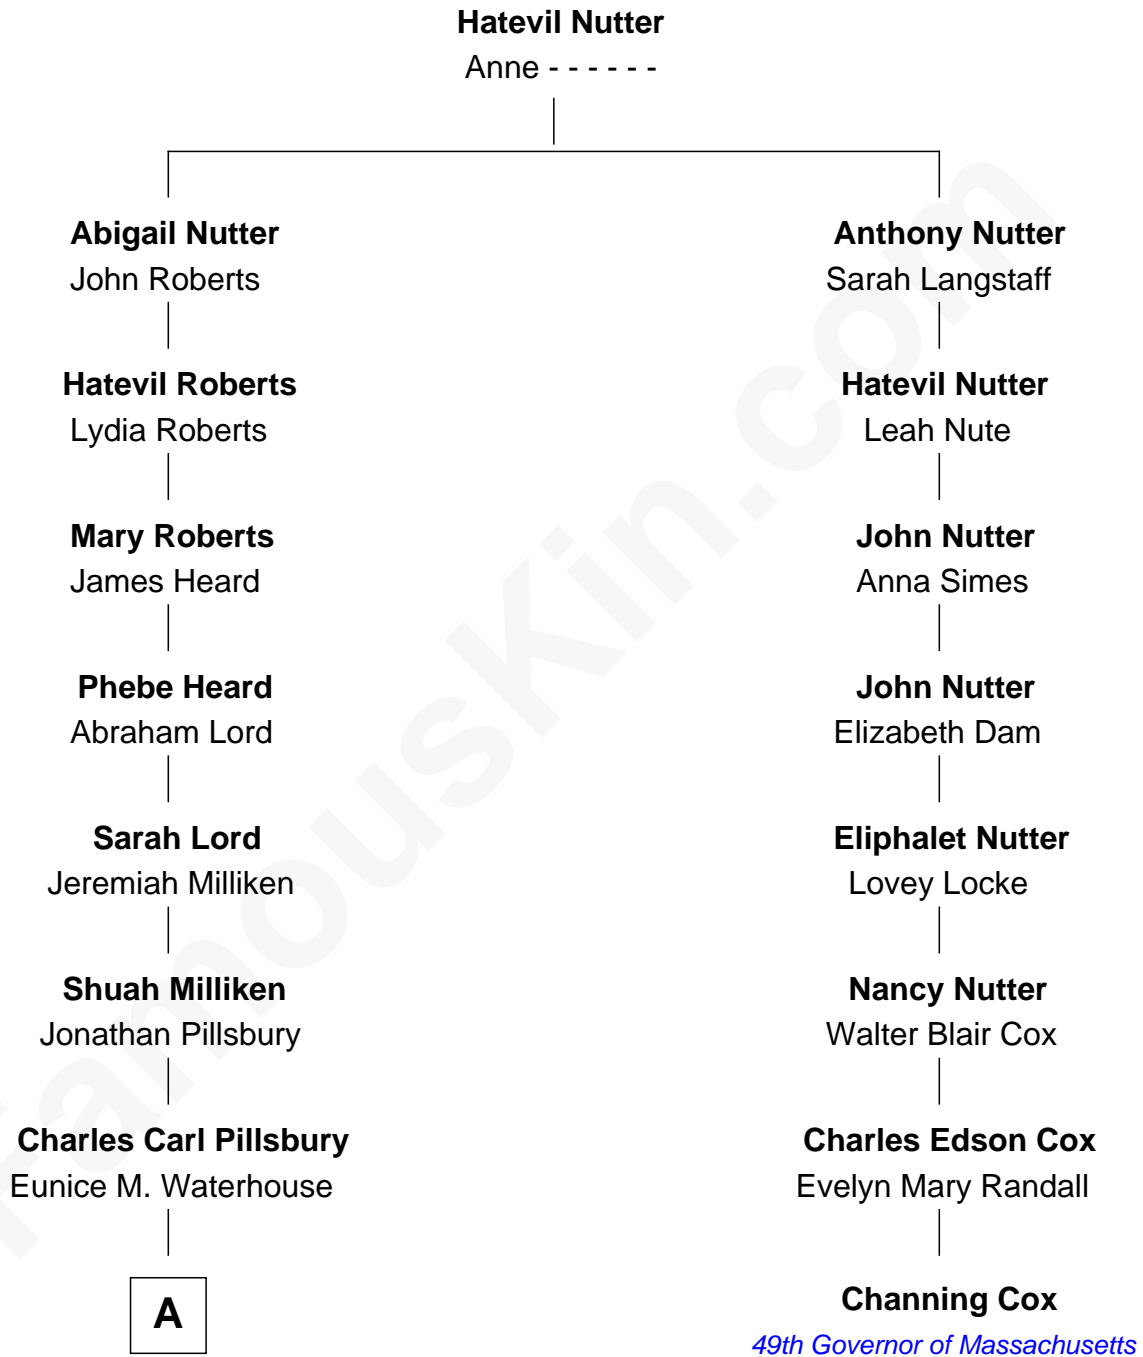 Hatevil Nutter
Anne - - - - - -
Abigail Nutter
John Roberts
Anthony Nutter
Sarah Langstaff
Hatevil Roberts
Lydia Roberts
Hatevil Nutter
Leah Nute
Mary Roberts
James Heard
John Nutter
Anna Simes
Phebe Heard
Abraham Lord
John Nutter
Elizabeth Dam
Sarah Lord
Jeremiah Milliken
Eliphalet Nutter
Lovey Locke
Shuah Milliken
Jonathan Pillsbury
Nancy Nutter
Walter Blair Cox
Charles Carl Pillsbury
Eunice M. Waterhouse
Charles Edson Cox
Evelyn Mary Randall
A
Channing Cox
49th Governor of Massachusetts
FamousKin.com